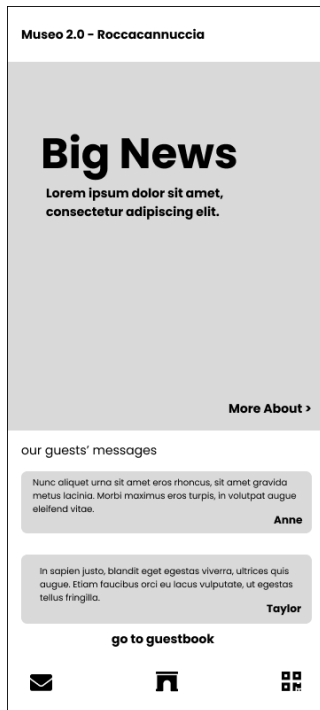 Museo 2.0 - Roccacannuccia
Big News
Lorem ipsum dolor sit amet,
consectetur adipiscing elit.
More About >
our guests’ messages
Nunc aliquet urna sit amet eros rhoncus, sit amet gravida
metus lacinia. Morbi maximus eros turpis, in volutpat augue
eleifend vitae.
Anne
In sapien justo, blandit eget egestas viverra, ultrices quis
augue. Etiam faucibus orci eu lacus vulputate, ut egestas
tellus fringilla.
Taylor
go to guestbook